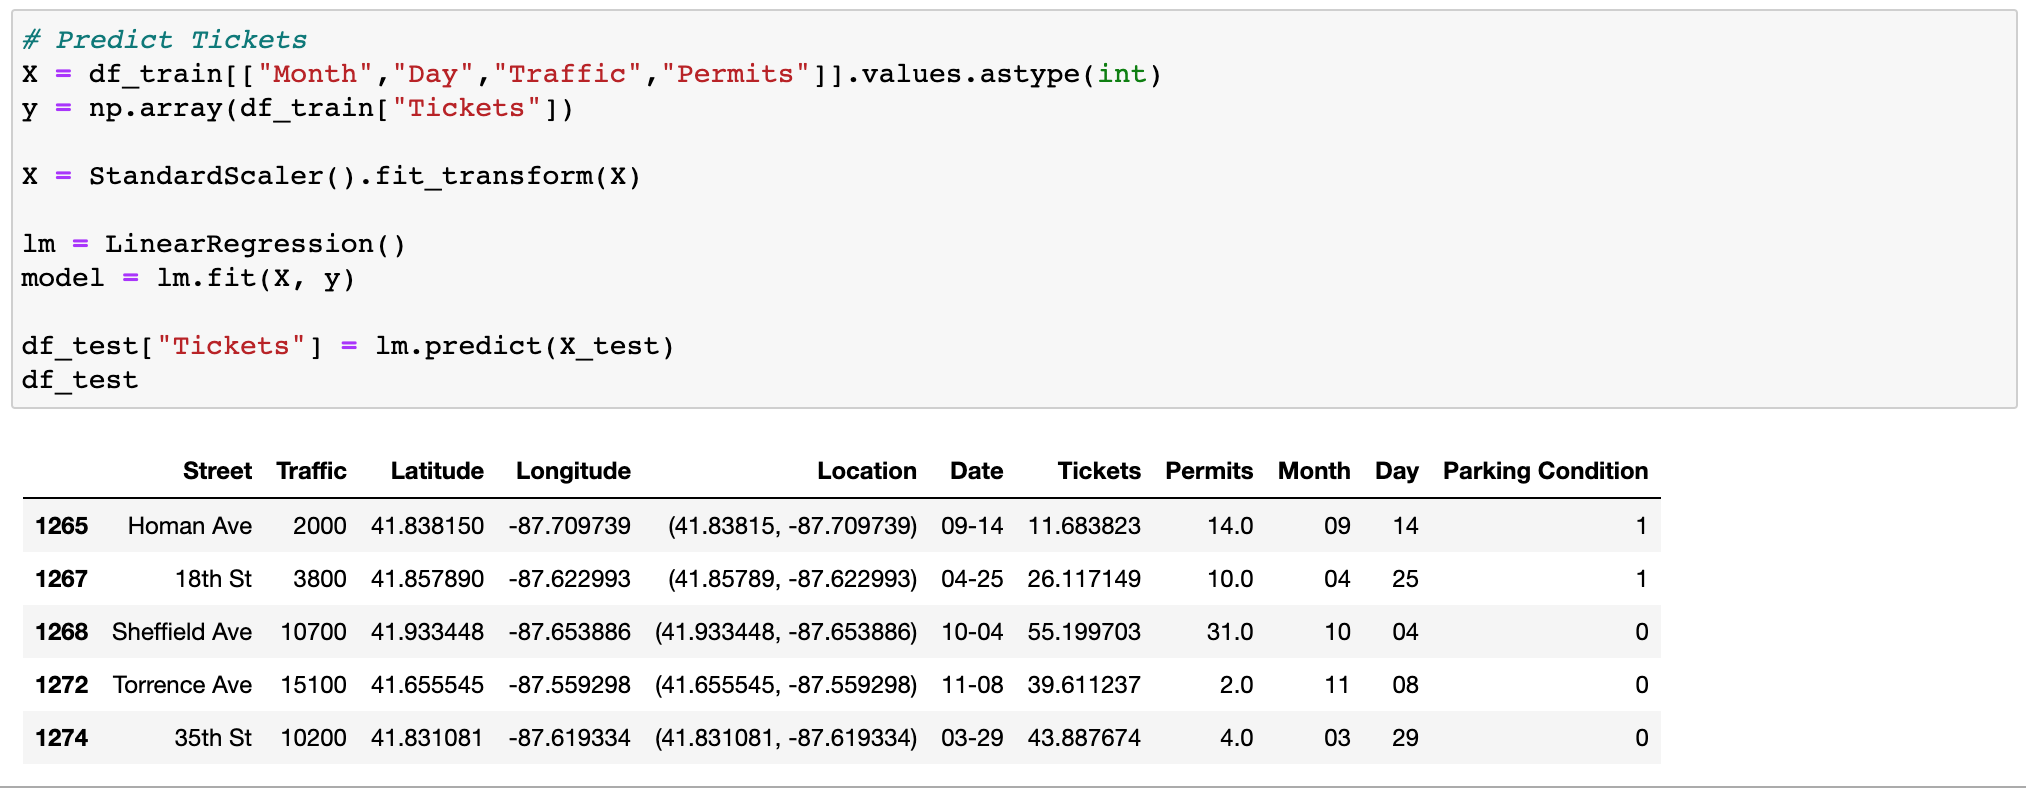 # Predict Tickets
X = df_train[["Month","Day","Traffic","Permits"]].values.astype(int)
y = np.array(df_train["Tickets"])
X = StandardScaler().fit_transform(X)
lm = LinearRegression()
model = lm.fit(X, y)
df_test["Tickets"] = lm.predict(X_test)
df_test
Street Traffic Latitude Longitude Location Date Tickets Permits Month Day Parking Condition
1265 Homan Ave 2000 41.838150 -87.709739 (41.83815, -87.709739) 09-14 11.683823 14.0 09 14 1
1267 18th St 3800 41.857890 -87.622993 (41.85789, -87.622993) 04-25 26.117149 10.0 04 25 1
1268 Sheffield Ave 10700 41.933448 -87.653886 (41.933448, -87.653886) 10-04 55.199703 31.0 10 04 0
1272 Torrence Ave 15100 41.655545 -87.559298 (41.655545, -87.559298) 11-08 39.611237 2.0 11 08 0
1274 35th St 10200 41.831081 -87.619334 (41.831081, -87.619334) 03-29 43.887674 4.0 03 29 0